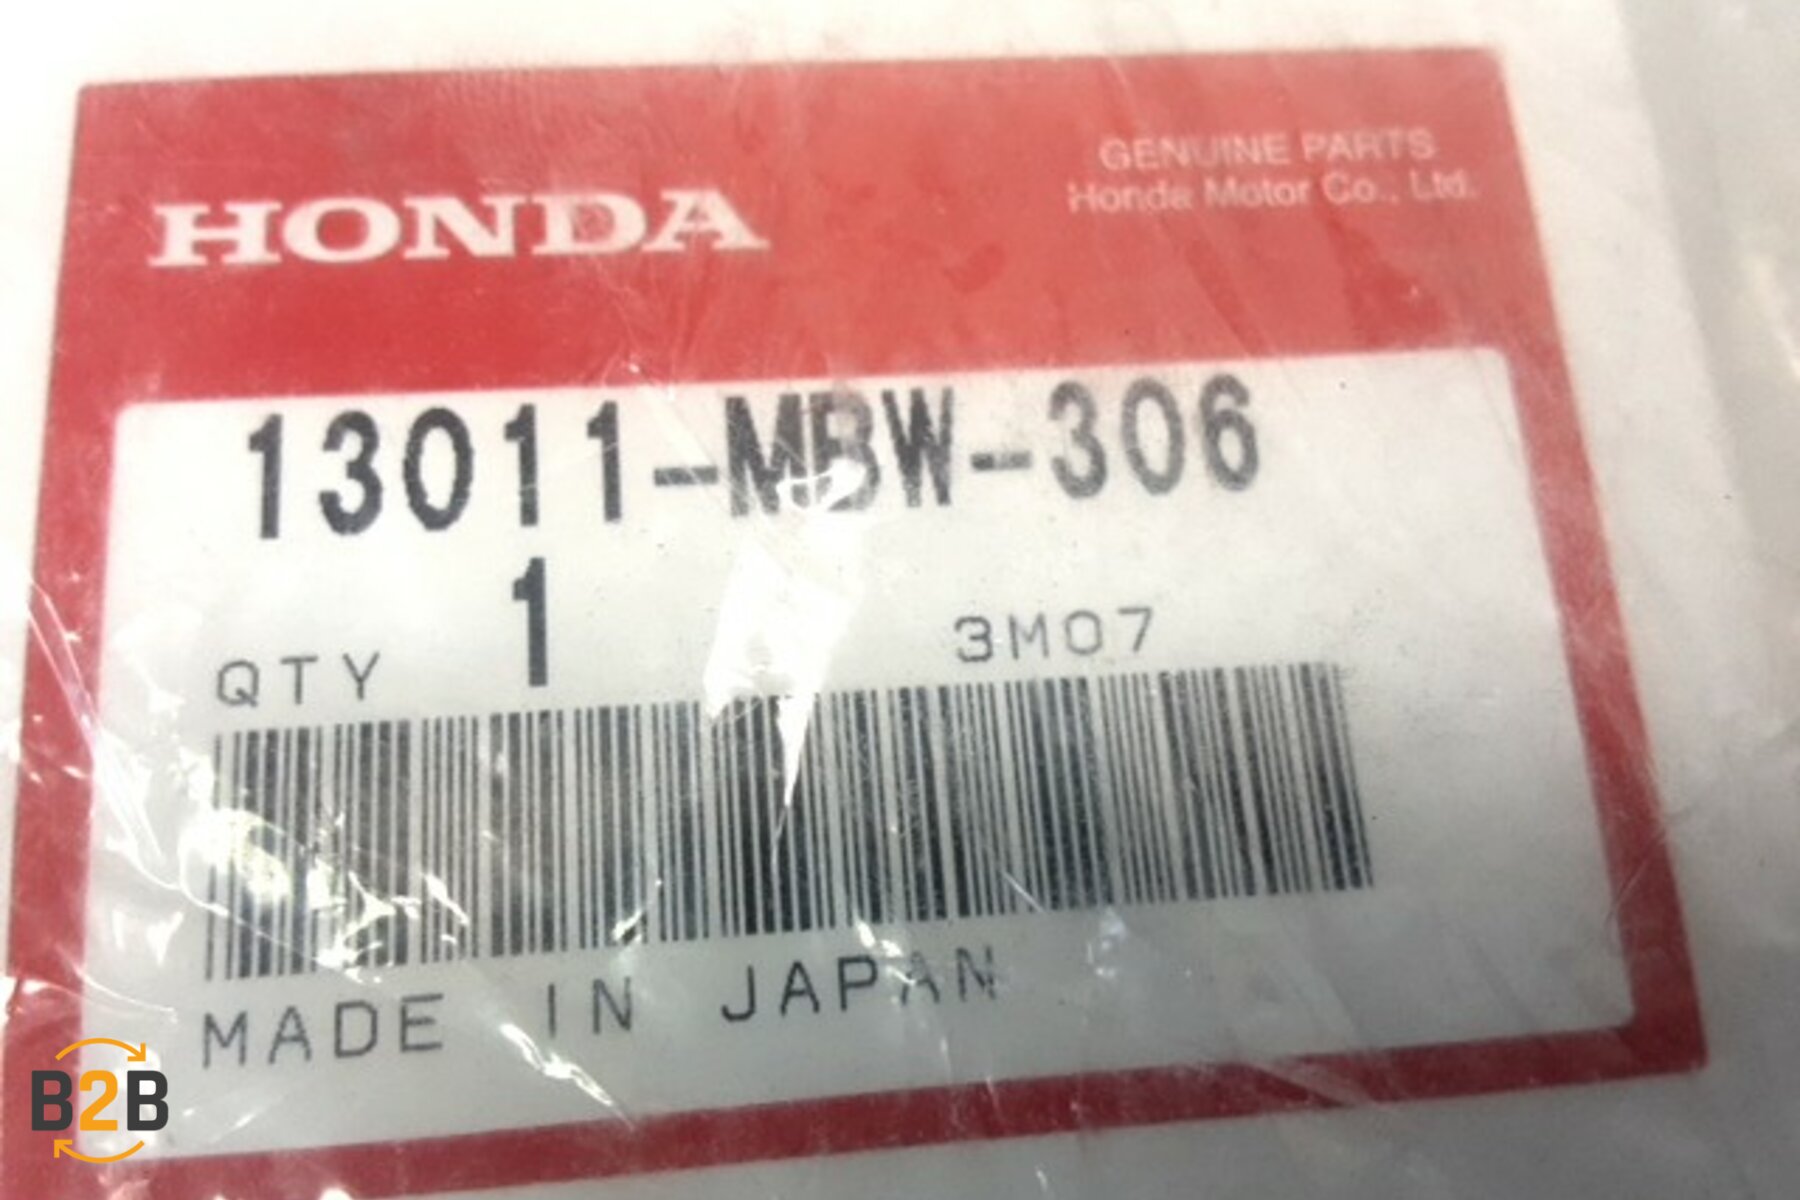 HONDA
GENUINE PARTS
Honda Motor Co., Ltd.
13011-MBW-306
QTY 1 3M07
MADE IN JAPAN
B2B